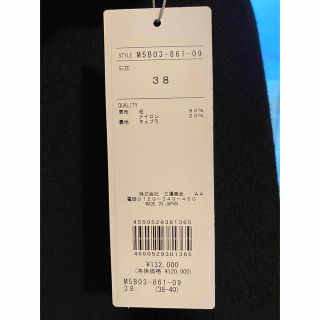 STYLE M5B03-861-09
SIZE
38
QUALITY
表地 毛 80%
ナイロン 20%
裏地 キュプラ
株式会社 三陽商会 AA
電話0120-340-460
MADE IN JAPAN
4550529381365
4550529381365
¥132,000
(本体価格 ¥120,000)
M5B03-861-09
38 (38-40)